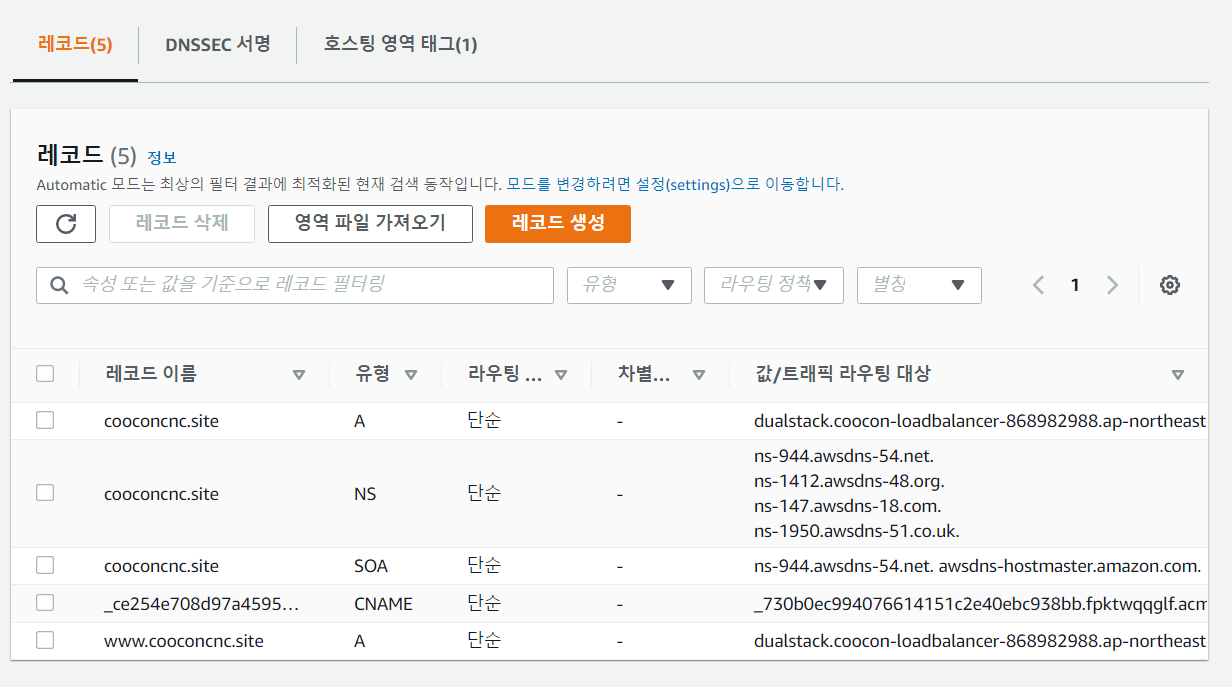 레코드(5) DNSSEC 서명 호스팅 영역 태그(1)
레코드 (5) 정보
Automatic 모드는 최상의 필터 결과에 최적화된 현재 검색 동작입니다. 모드를 변경하려면 설정(settings)으로 이동합니다.
레코드 삭제 영역 파일 가져오기 레코드 생성
속성 또는 값을 기준으로 레코드 필터링 유형 라우팅 정책 별칭 1
레코드 이름 유형 라우팅 ... 차별... 값/트래픽 라우팅 대상
cooconcnc.site A 단순 - dualstack.coocon-loadbalancer-868982988.ap-northeast
ns-944.awsdns-54.net.
ns-1412.awsdns-48.org.
cooconcnc.site NS 단순 -
ns-147.awsdns-18.com.
ns-1950.awsdns-51.co.uk.
cooconcnc.site SOA 단순 - ns-944.awsdns-54.net. awsdns-hostmaster.amazon.com.
_ce254e708d97a4595... CNAME 단순 - _730b0ec994076614151c2e40ebc938bb.fpktwqqglf.acm
www.cooconcnc.site A 단순 - dualstack.coocon-loadbalancer-868982988.ap-northeast